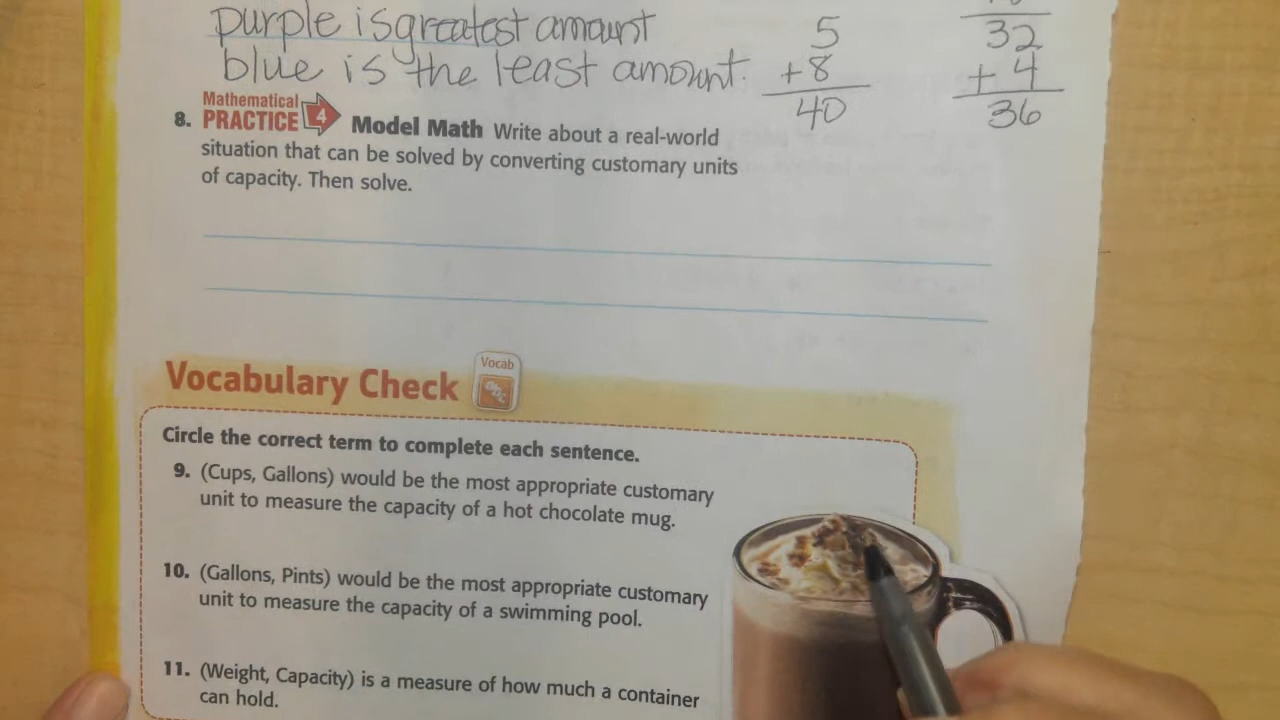 purple is greatest amount
blue is the least amount.
5
+8
40
32
+ 4
36
8. Mathematical PRACTICE 4 Model Math Write about a real-world
situation that can be solved by converting customary units
of capacity. Then solve.
Vocabulary Check
Vocab
Circle the correct term to complete each sentence.
9. (Cups, Gallons) would be the most appropriate customary
unit to measure the capacity of a hot chocolate mug.
10. (Gallons, Pints) would be the most appropriate customary
unit to measure the capacity of a swimming pool.
11. (Weight, Capacity) is a measure of how much a container
can hold.